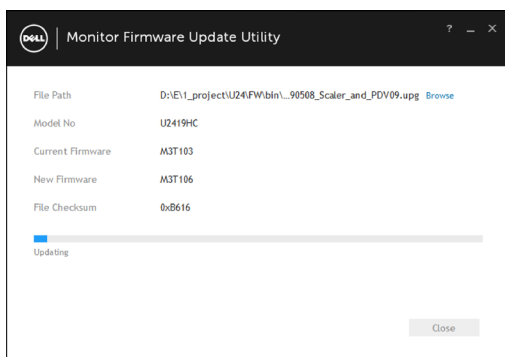 DELL Monitor Firmware Update Utility ? _ ×
File Path D:\E\1_project\U24\FW\bin\...90508_Scaler_and_PDV09.upg Browse
Model No U2419HC
Current Firmware M3T103
New Firmware M3T106
File Checksum 0xB616
Updating
Close